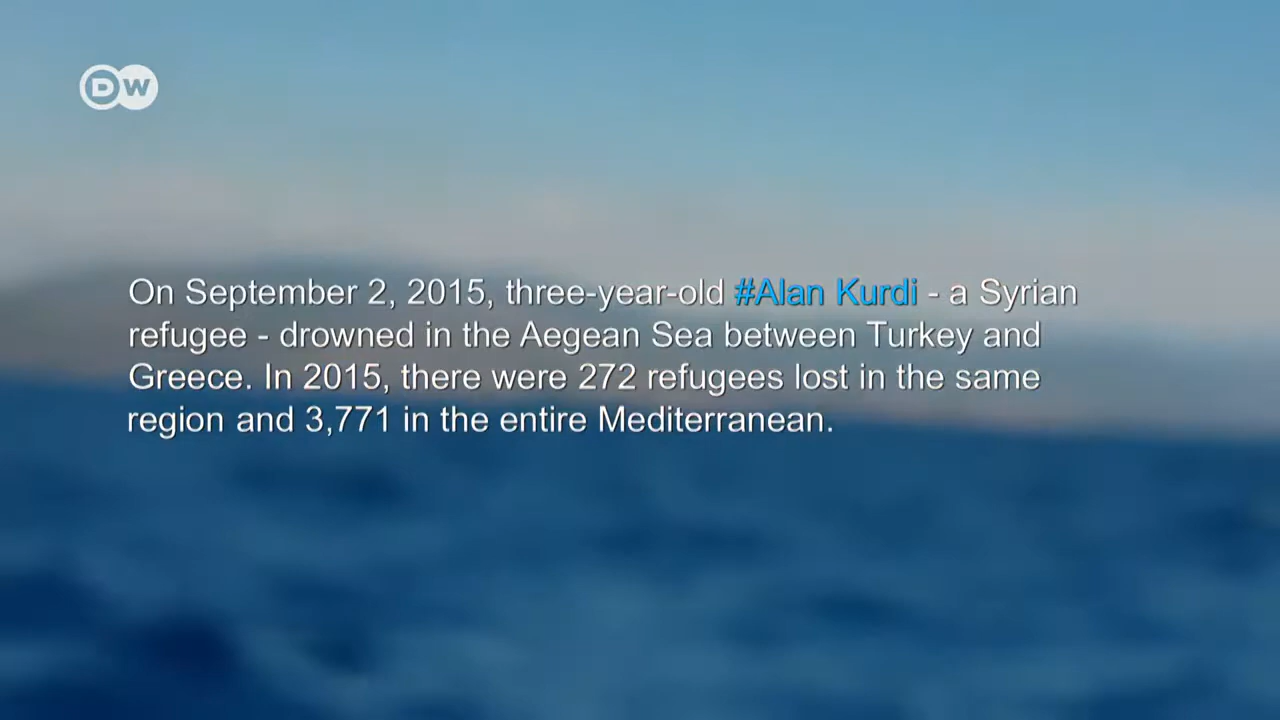 DW
On September 2, 2015, three-year-old #Alan Kurdi - a Syrian
refugee - drowned in the Aegean Sea between Turkey and
Greece. In 2015, there were 272 refugees lost in the same
region and 3,771 in the entire Mediterranean.